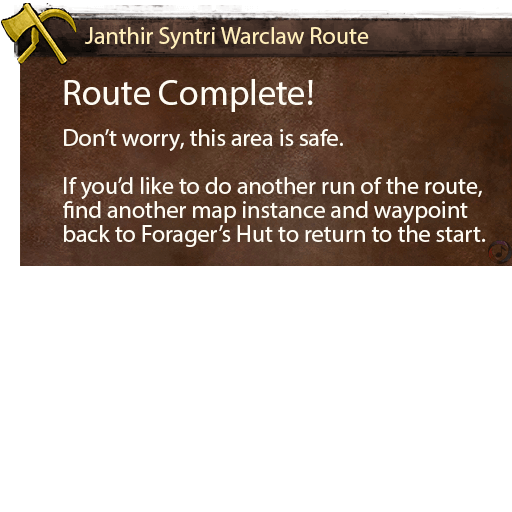 Janthir Syntri Warclaw Route
Route Complete!
Don’t worry, this area is safe.
If you’d like to do another run of the route,
find another map instance and waypoint
back to Forager’s Hut to return to the start.